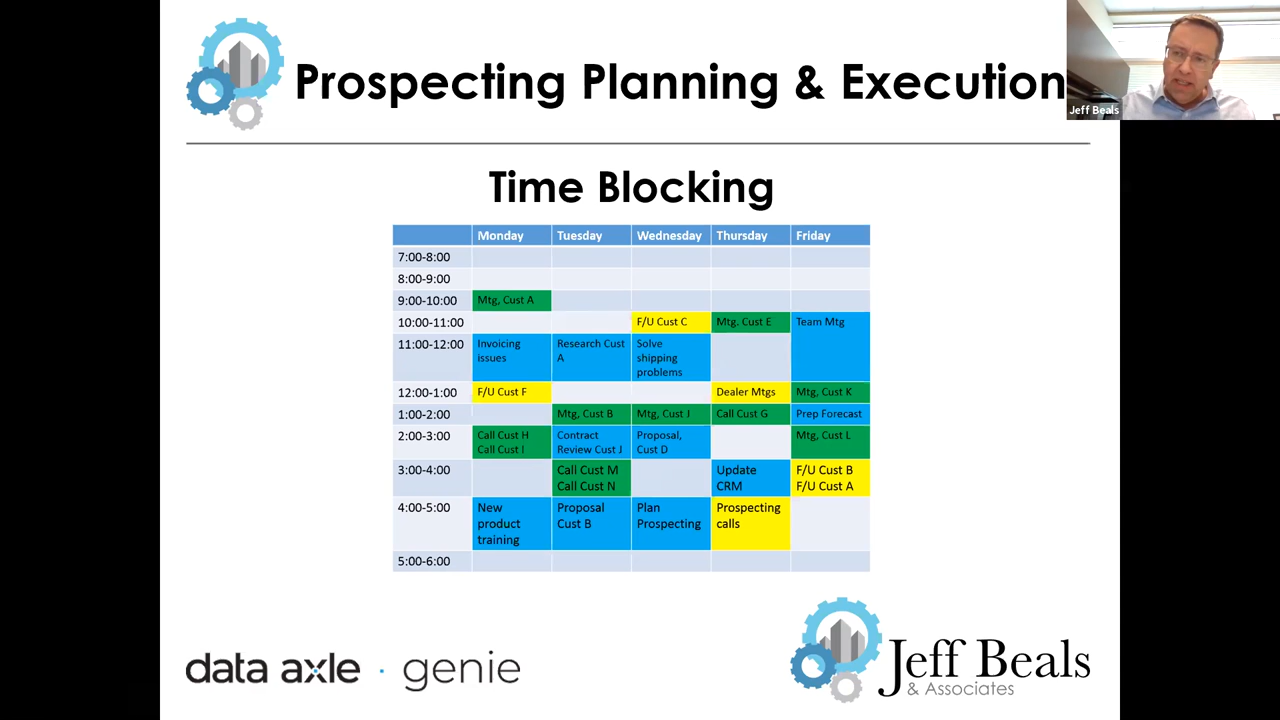 Prospecting Planning & Execution
Jeff Beals
Time Blocking
Monday Tuesday Wednesday Thursday Friday
7:00-8:00
8:00-9:00
9:00-10:00 Mtg, Cust A
10:00-11:00 F/U Cust C Mtg. Cust E Team Mtg
11:00-12:00 Invoicing Research Cust Solve
issues A shipping
problems
12:00-1:00 F/U Cust F Dealer Mtgs Mtg, Cust K
1:00-2:00 Mtg, Cust B Mtg, Cust J Call Cust G Prep Forecast
2:00-3:00 Call Cust H Contract Proposal, Mtg, Cust L
Call Cust I Review Cust J Cust D
3:00-4:00 Call Cust M Update F/U Cust B
Call Cust N CRM F/U Cust A
4:00-5:00 New Proposal Plan Prospecting
product Cust B Prospecting calls
training
5:00-6:00
data axle · genie
Jeff Beals
& Associates